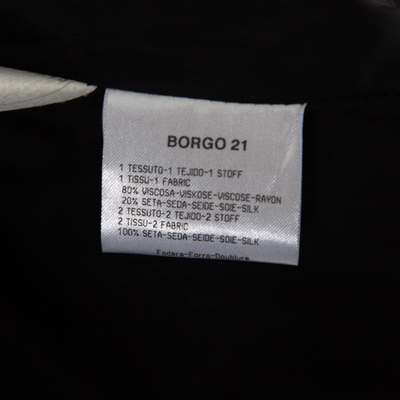 BORGO 21
1 TESSUTO-1 TEJIDO-1 STOFF
1 TISSU-1 FABRIC
80% VISCOSA-VISKOSE-VISCOSE-RAYON
20% SETA-SEDA-SEIDE-SOIE-SILK
2 TESSUTO-2 TEJIDO-2 STOFF
2 TISSU-2 FABRIC
100% SETA-SEDA-SEIDE-SOIE-SILK
Fodera-Forro-Doublure